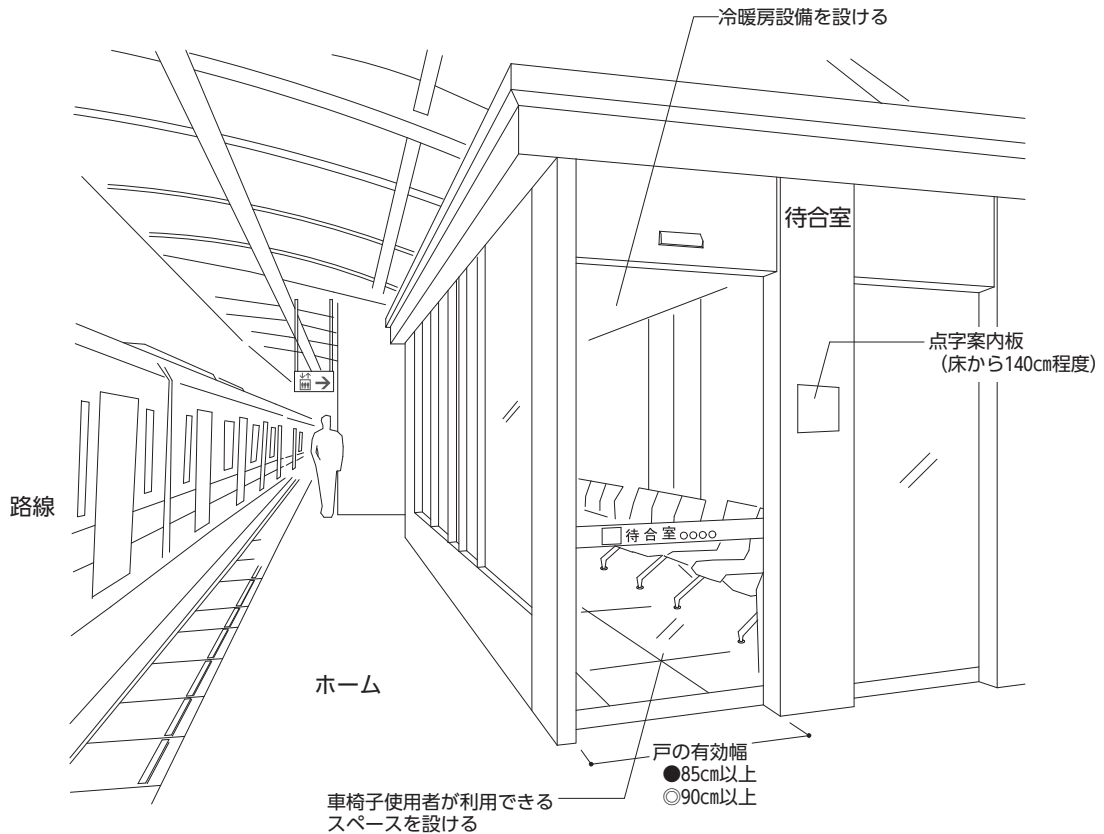 冷暖房設備を設ける
待合室
点字案内板
（床から140㎝程度）
路線
待合室○○○○
ホーム
戸の有効幅
●85㎝以上
◎90㎝以上
車椅子使用者が利用できる
スペースを設ける